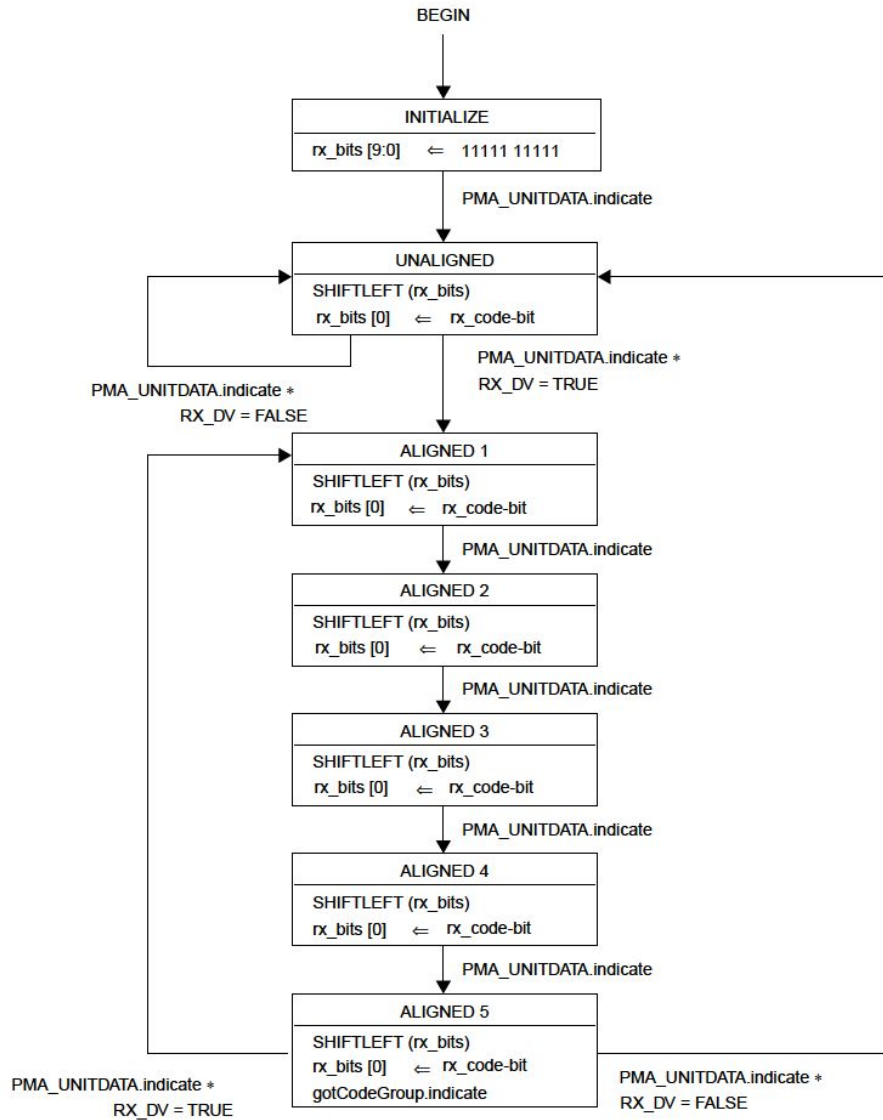 BEGIN
INITIALIZE
rx_bits [9:0] ⇐ 11111 11111
PMA_UNITDATA.indicate
UNALIGNED
SHIFTLEFT (rx_bits)
rx_bits [0] ⇐ rx_code-bit
PMA_UNITDATA.indicate ∗
RX_DV = FALSE
PMA_UNITDATA.indicate ∗
RX_DV = TRUE
ALIGNED 1
SHIFTLEFT (rx_bits)
rx_bits [0] ⇐ rx_code-bit
PMA_UNITDATA.indicate
ALIGNED 2
SHIFTLEFT (rx_bits)
rx_bits [0] ⇐ rx_code-bit
PMA_UNITDATA.indicate
ALIGNED 3
SHIFTLEFT (rx_bits)
rx_bits [0] ⇐ rx_code-bit
PMA_UNITDATA.indicate
ALIGNED 4
SHIFTLEFT (rx_bits)
rx_bits [0] ⇐ rx_code-bit
PMA_UNITDATA.indicate
ALIGNED 5
SHIFTLEFT (rx_bits)
rx_bits [0] ⇐ rx_code-bit
gotCodeGroup.indicate
PMA_UNITDATA.indicate ∗
RX_DV = TRUE
PMA_UNITDATA.indicate ∗
RX_DV = FALSE